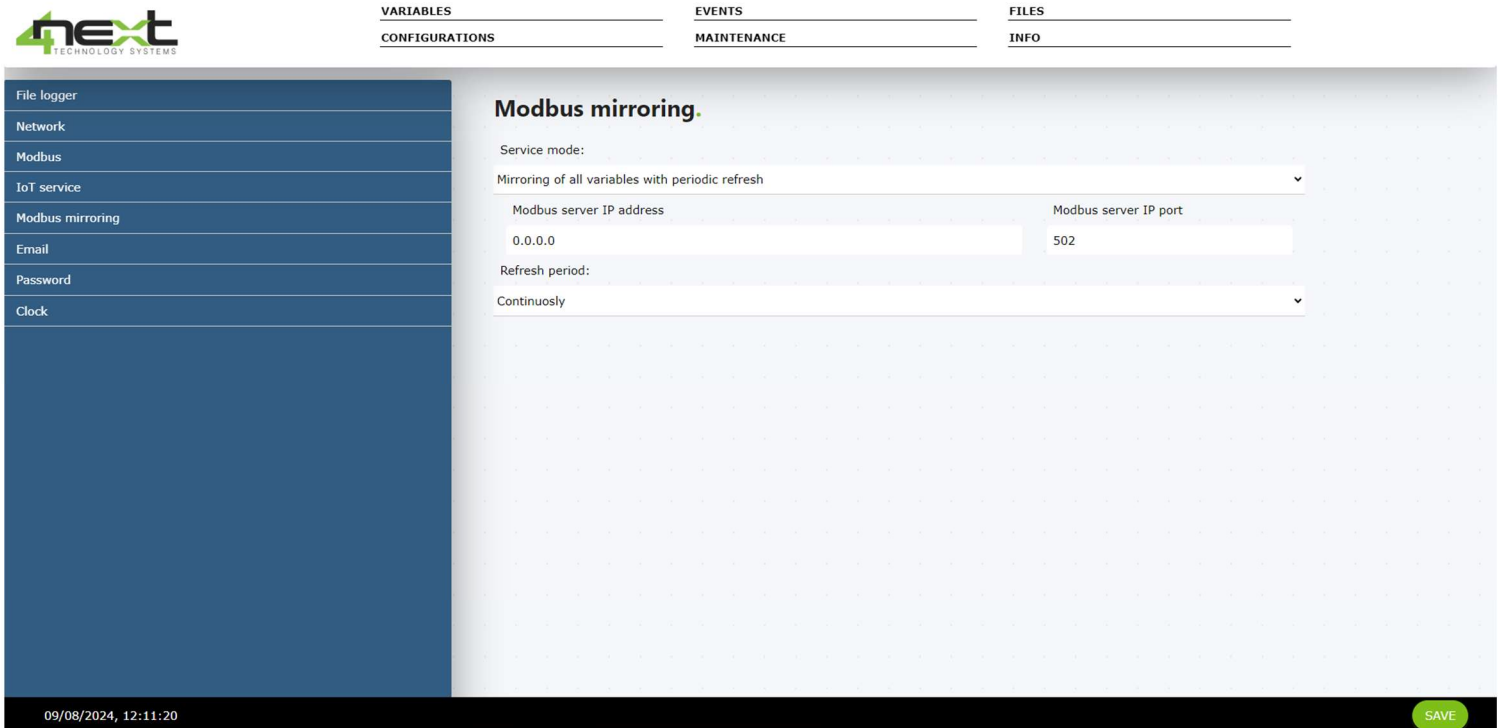 4next
TECHNOLOGY SYSTEMS
VARIABLES
EVENTS
FILES
CONFIGURATIONS
MAINTENANCE
INFO
File logger
Network
Modbus
IoT service
Modbus mirroring
Email
Password
Clock
Modbus mirroring.
Service mode:
Mirroring of all variables with periodic refresh
Modbus server IP address
Modbus server IP port
0.0.0.0
502
Refresh period:
Continuosly
09/08/2024, 12:11:20
SAVE